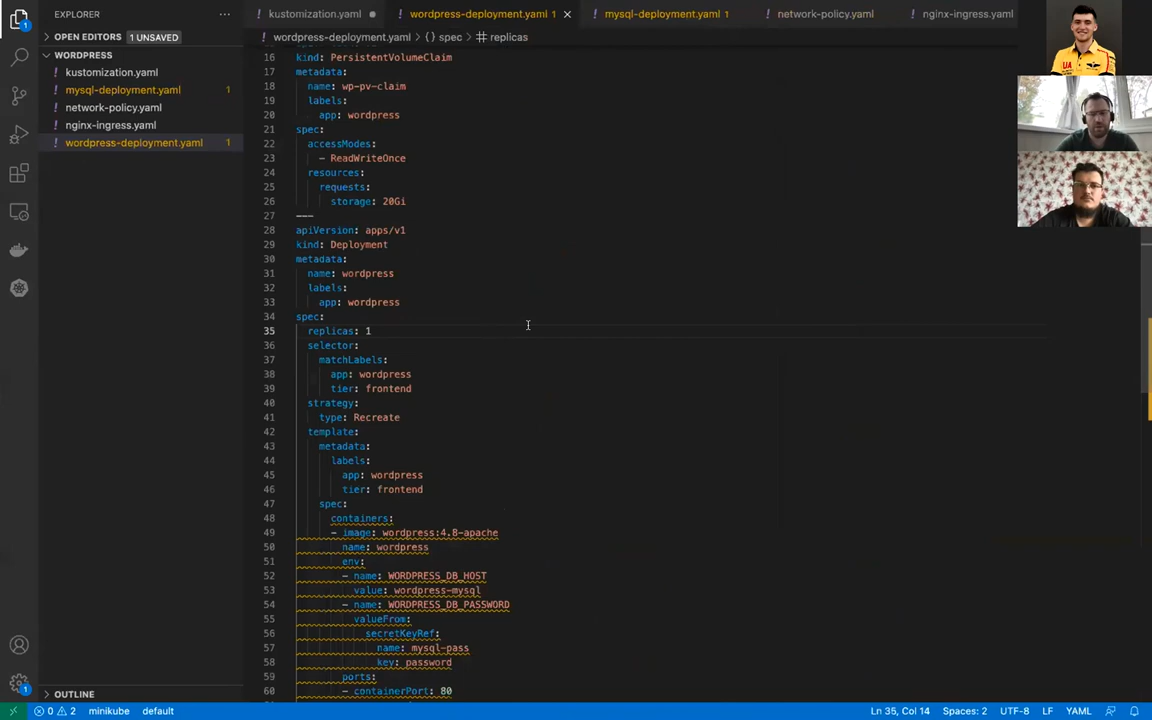 EXPLORER
···
kustomization.yaml
wordpress-deployment.yaml 1
mysql-deployment.yaml 1
network-policy.yaml
nginx-ingress.yaml
OPEN EDITORS 1 UNSAVED
wordpress-deployment.yaml > {} spec > replicas
WORDPRESS
kustomization.yaml
mysql-deployment.yaml 1
network-policy.yaml
nginx-ingress.yaml
wordpress-deployment.yaml 1
16 kind: PersistentVolumeClaim
17 metadata:
18 name: wp-pv-claim
19 labels:
20 app: wordpress
21 spec:
22 accessModes:
23 - ReadWriteOnce
24 resources:
25 requests:
26 storage: 20Gi
27 ---
28 apiVersion: apps/v1
29 kind: Deployment
30 metadata:
31 name: wordpress
32 labels:
33 app: wordpress
34 spec:
35 replicas: 1
36 selector:
37 matchLabels:
38 app: wordpress
39 tier: frontend
40 strategy:
41 type: Recreate
42 template:
43 metadata:
44 labels:
45 app: wordpress
46 tier: frontend
47 spec:
48 containers:
49 - image: wordpress:4.8-apache
50 name: wordpress
51 env:
52 - name: WORDPRESS_DB_HOST
53 value: wordpress-mysql
54 - name: WORDPRESS_DB_PASSWORD
55 valueFrom:
56 secretKeyRef:
57 name: mysql-pass
58 key: password
59 ports:
60 - containerPort: 80
OUTLINE
0 2 minikube default
Ln 35, Col 14 Spaces: 2 UTF-8 LF YAML
1
1
UA